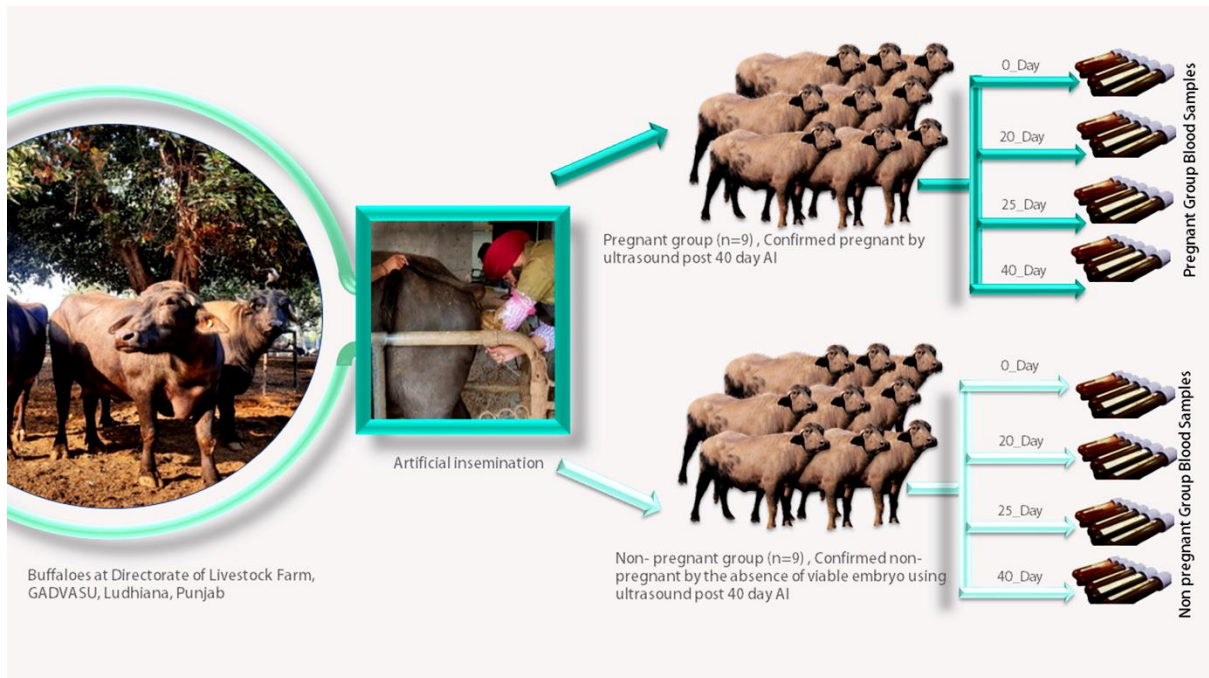 0_Day
20_Day
25_Day
40_Day
Pregnant Group Blood Samples
Pregnant group (n=9) , Confirmed pregnant by
ultrasound post 40 day AI
Artificial insemination
Buffaloes at Directorate of Livestock Farm,
GADVASU, Ludhiana, Punjab
0_Day
20_Day
25_Day
40_Day
Non pregnant Group Blood Samples
Non- pregnant group (n=9) , Confirmed non-
pregnant by the absence of viable embryo using
ultrasound post 40 day AI